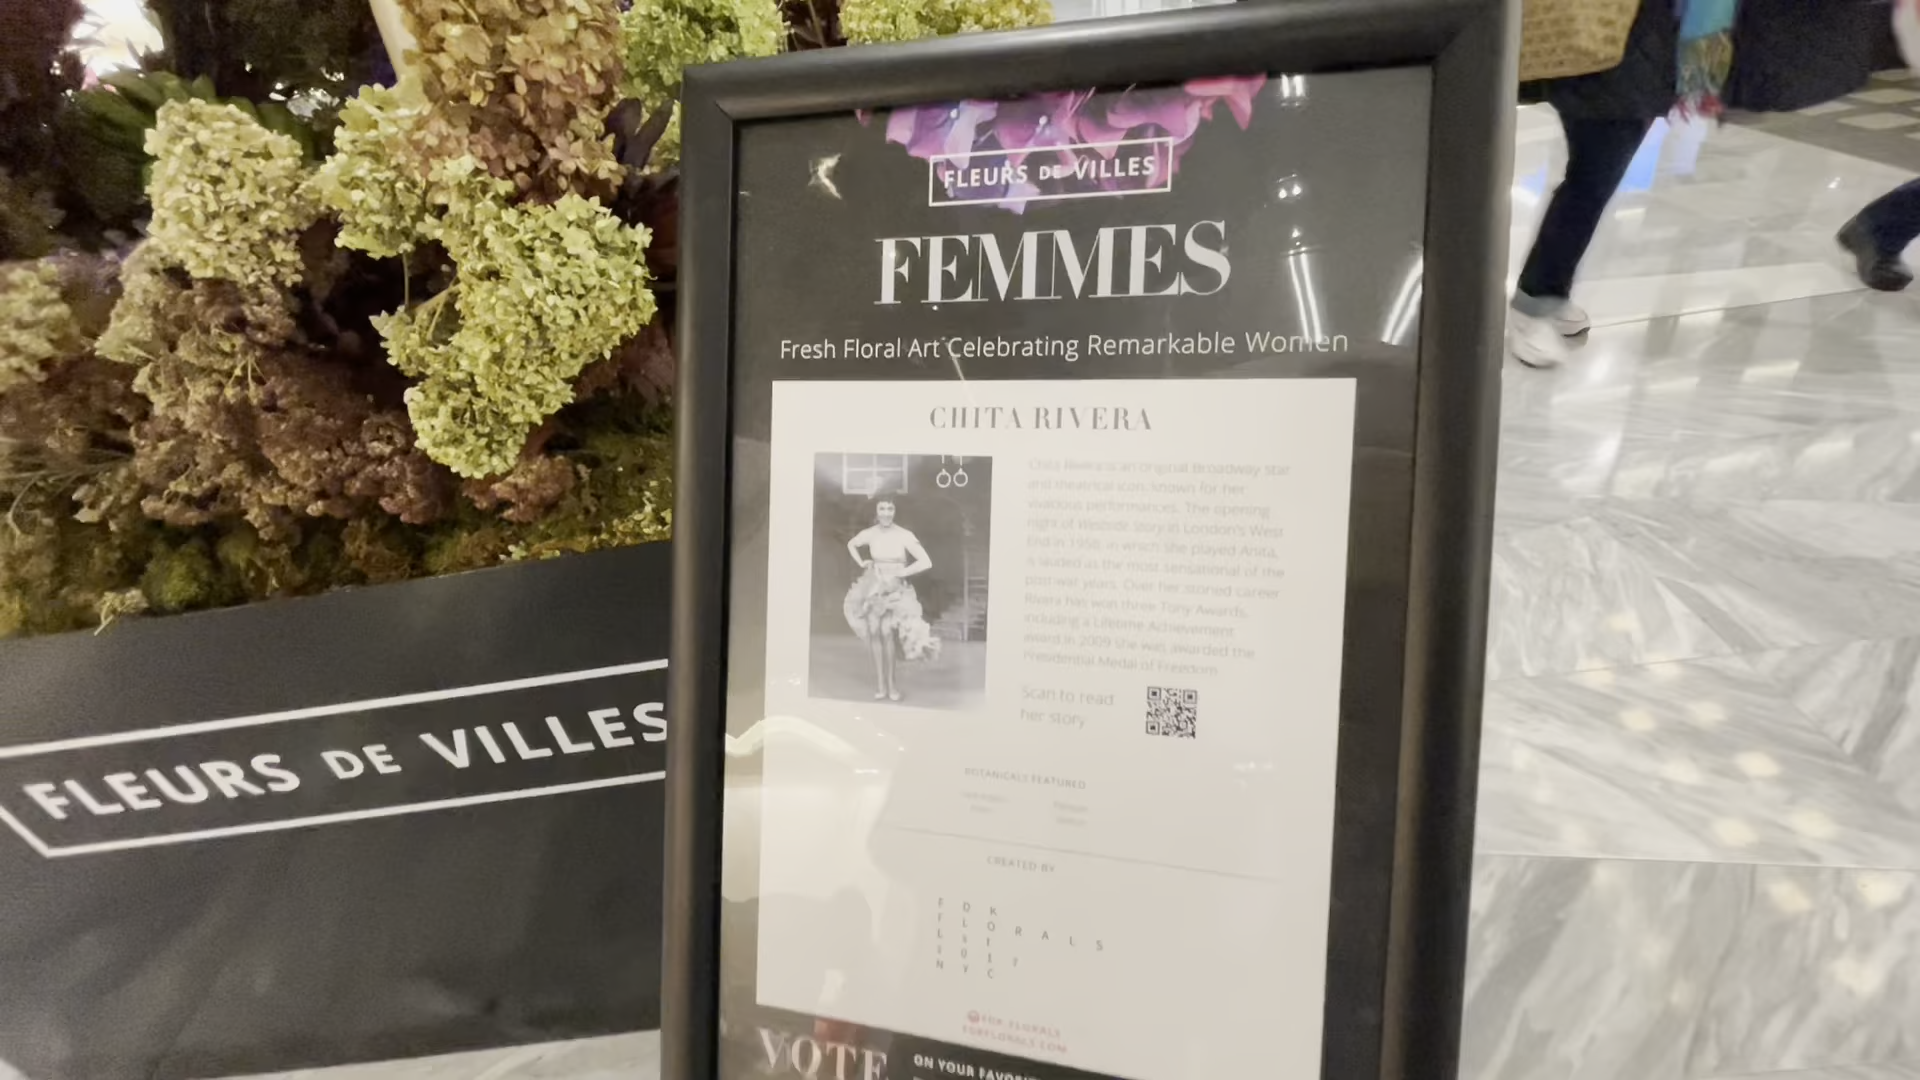 FLEURS DE VILLES
FEMMES
Fresh Floral Art Celebrating Remarkable Women
CHITA RIVERA
Chita Rivera is an original Broadway star
and theatrical icon, known for her
vivacious performances. The opening
night of Westside Story in London's West
End in 1958, in which she played Anita,
is lauded as the most sensational of the
post-war years. Over her storied career
Rivera has won three Tony Awards,
including a Lifetime Achievement
award. In 2009 she was awarded the
Presidential Medal of Freedom.
Scan to read
her story
BOTANICALS FEATURED
CREATED BY
FDK
FLORALS
FDKFLORALS.COM
VOTE ON YOUR FAVORI
FLEURS DE VILLES